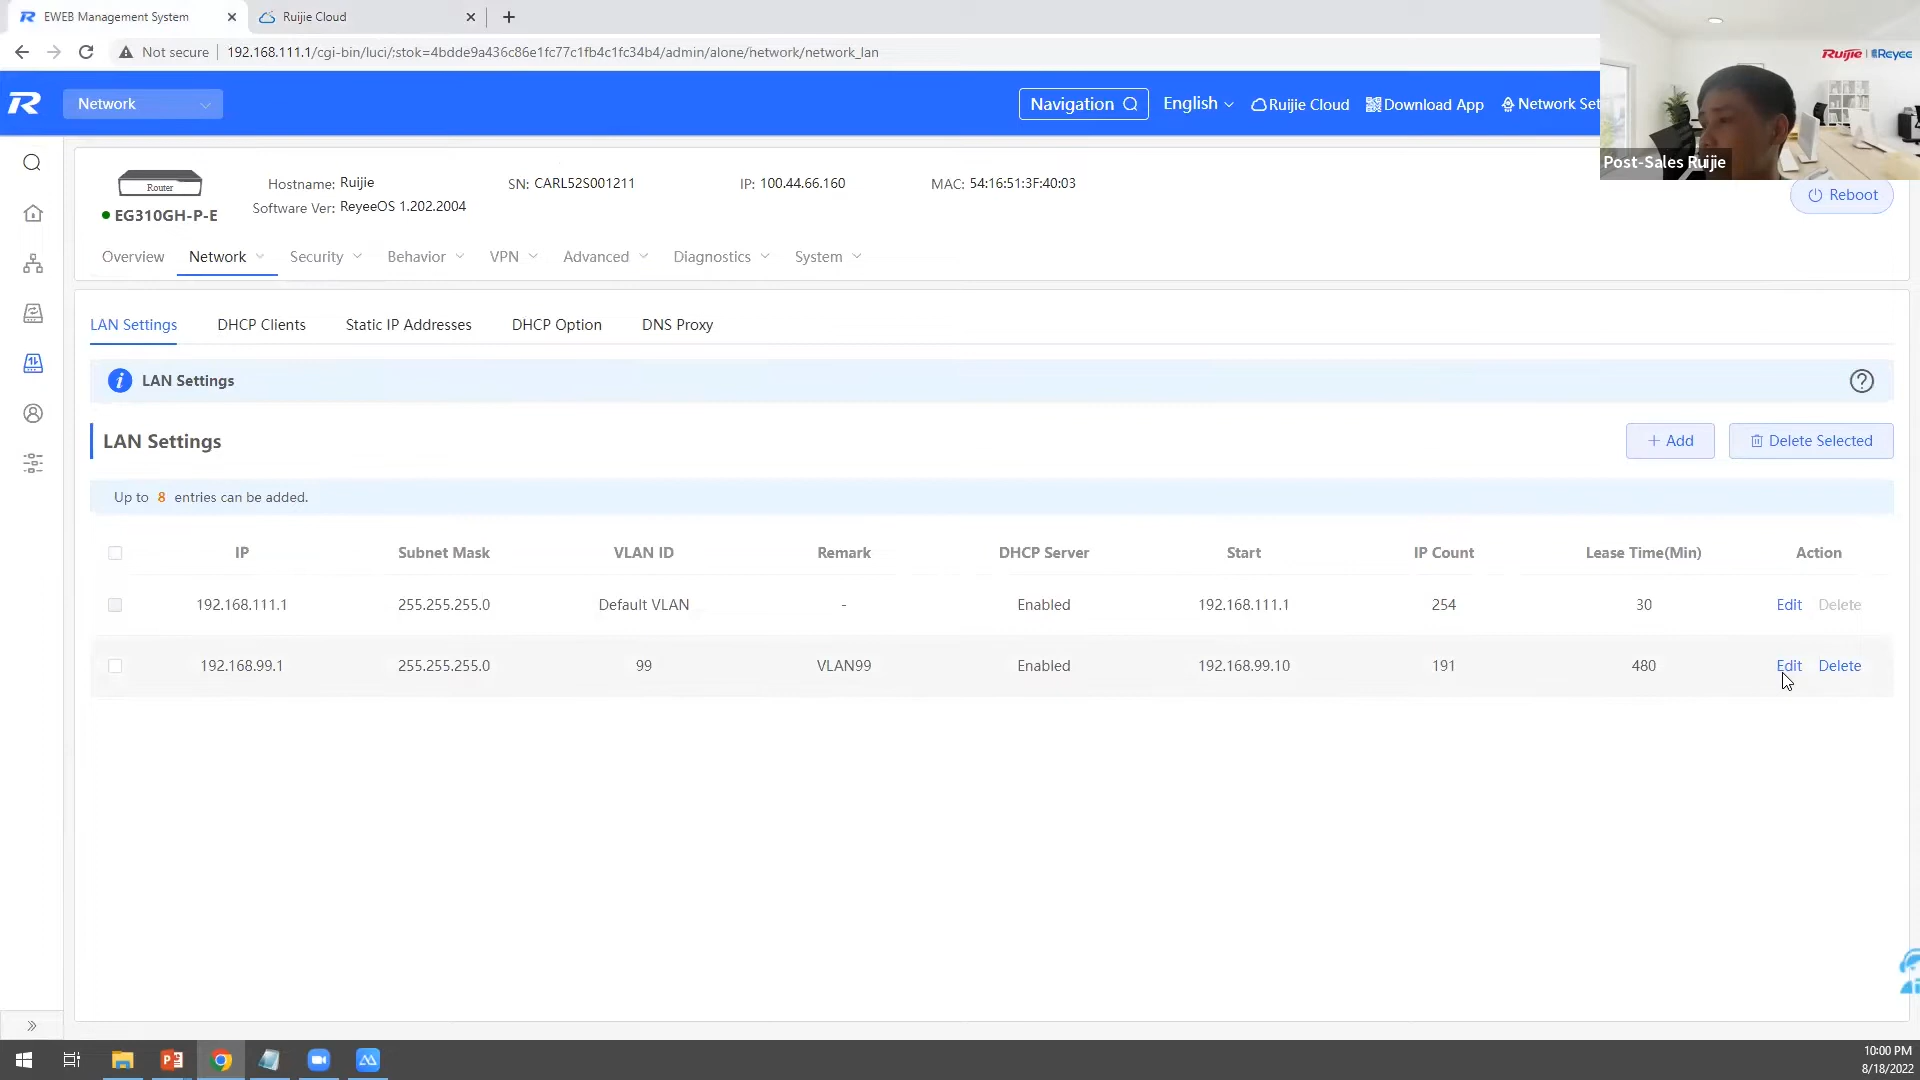 EWEB Management System
Ruijie Cloud
Not secure
192.168.111.1/cgi-bin/luci/;stok=4bdde9a436c86e1fc77c1fb4c1fc34b4/admin/alone/network/network_lan
Network
Navigation
English
Ruijie Cloud
Download App
Network Set
Ruijie | Reyee
Post-Sales Ruijie
Router
EG310GH-P-E
Hostname: Ruijie
SN: CARL52S001211
IP: 100.44.66.160
MAC: 54:16:51:3F:40:03
Software Ver: ReyeeOS 1.202.2004
Reboot
Overview Network Security Behavior VPN Advanced Diagnostics System
LAN Settings DHCP Clients Static IP Addresses DHCP Option DNS Proxy
LAN Settings
LAN Settings
+ Add
Delete Selected
Up to 8 entries can be added.
IP Subnet Mask VLAN ID Remark DHCP Server Start IP Count Lease Time(Min) Action
192.168.111.1 255.255.255.0 Default VLAN - Enabled 192.168.111.1 254 30 Edit Delete
192.168.99.1 255.255.255.0 99 VLAN99 Enabled 192.168.99.10 191 480 Edit Delete
10:00 PM
8/18/2022